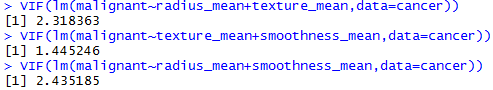 > VIF(lm(malignant~radius_mean+texture_mean,data=cancer))
[1] 2.318363
> VIF(lm(malignant~texture_mean+smoothness_mean,data=cancer))
[1] 1.445246
> VIF(lm(malignant~radius_mean+smoothness_mean,data=cancer))
[1] 2.435185